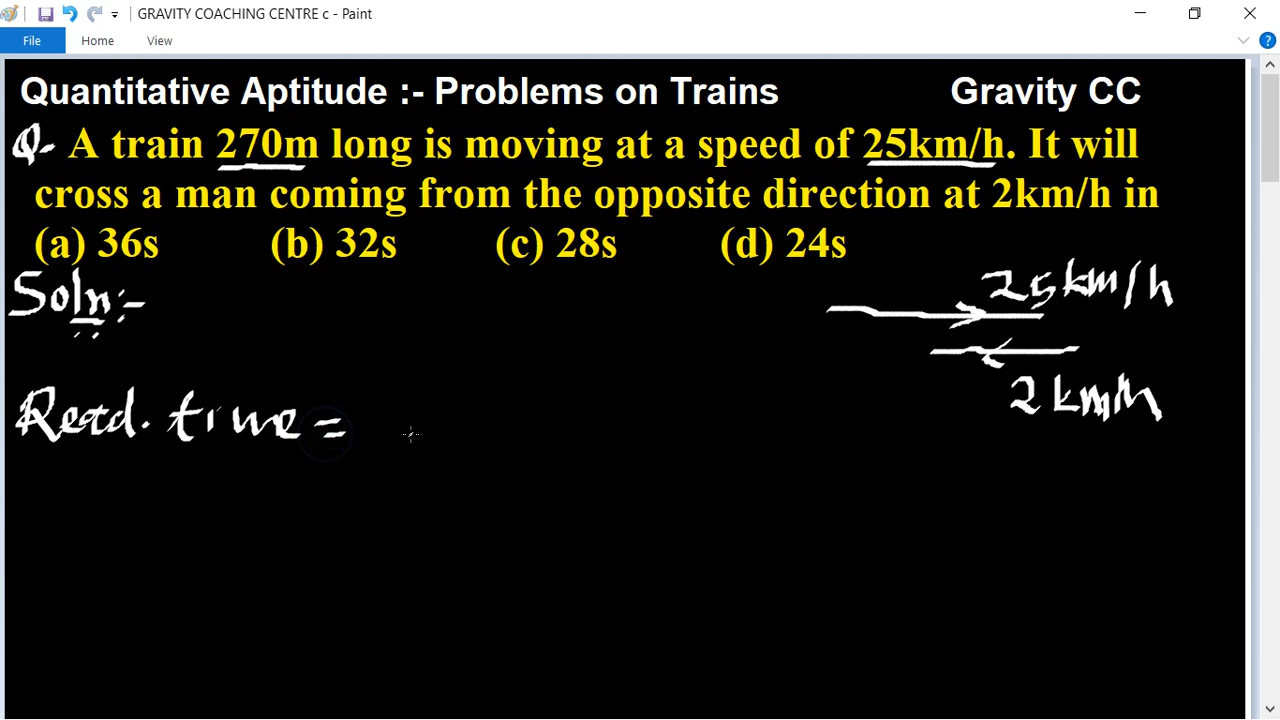 GRAVITY COACHING CENTRE c - Paint
File Home View
Quantitative Aptitude :- Problems on Trains Gravity CC
Q- A train 270m long is moving at a speed of 25km/h. It will
cross a man coming from the opposite direction at 2km/h in
(a) 36s (b) 32s (c) 28s (d) 24s
Soln:-
25km/h
2km/h
Reqd. time =